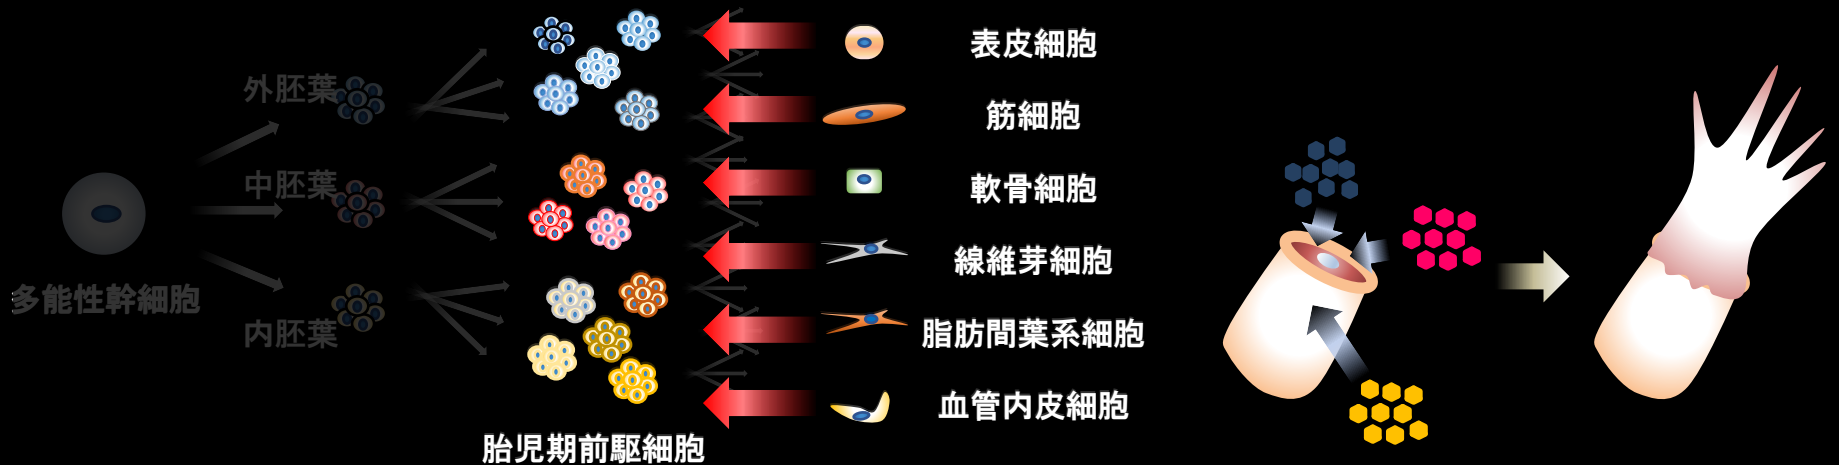 外胚葉
中胚葉
内胚葉
多能性幹細胞
胎児期前駆細胞
表皮細胞
筋細胞
軟骨細胞
線維芽細胞
脂肪間葉系細胞
血管内皮細胞